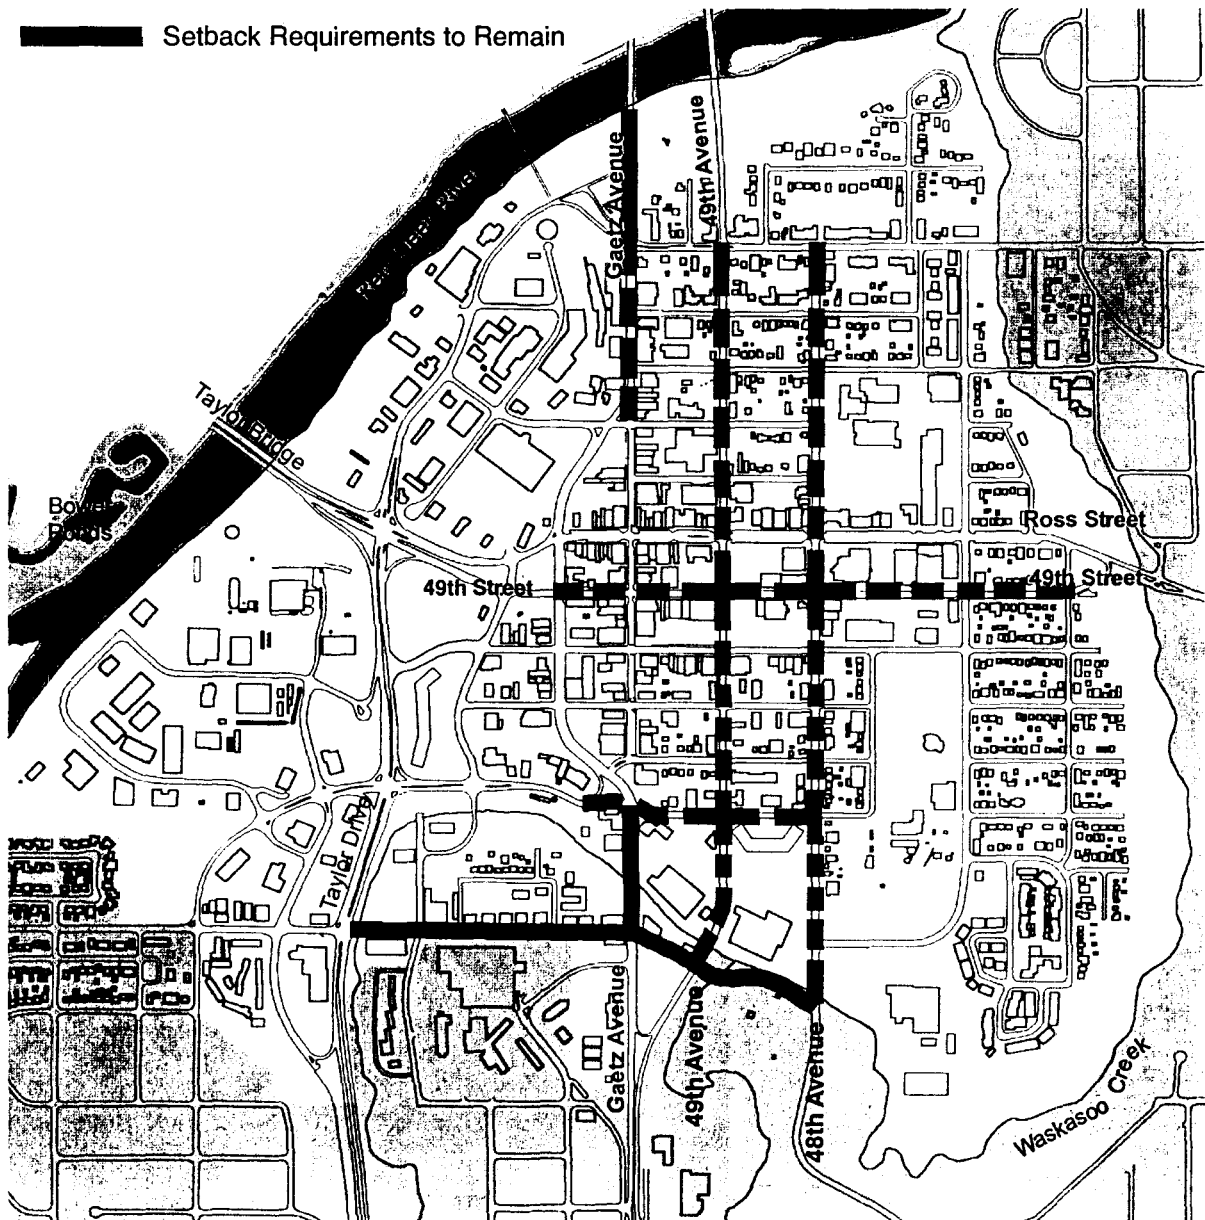 Setback Requirements to Remain
49th Avenue
Gaetz Avenue
Red Deer River
Taylor Bridge
Bower
Ponds
Ross Street
49th Street
49th Street
Taylor Drive
Gaetz Avenue
49th Avenue
48th Avenue
Waskasoo Creek